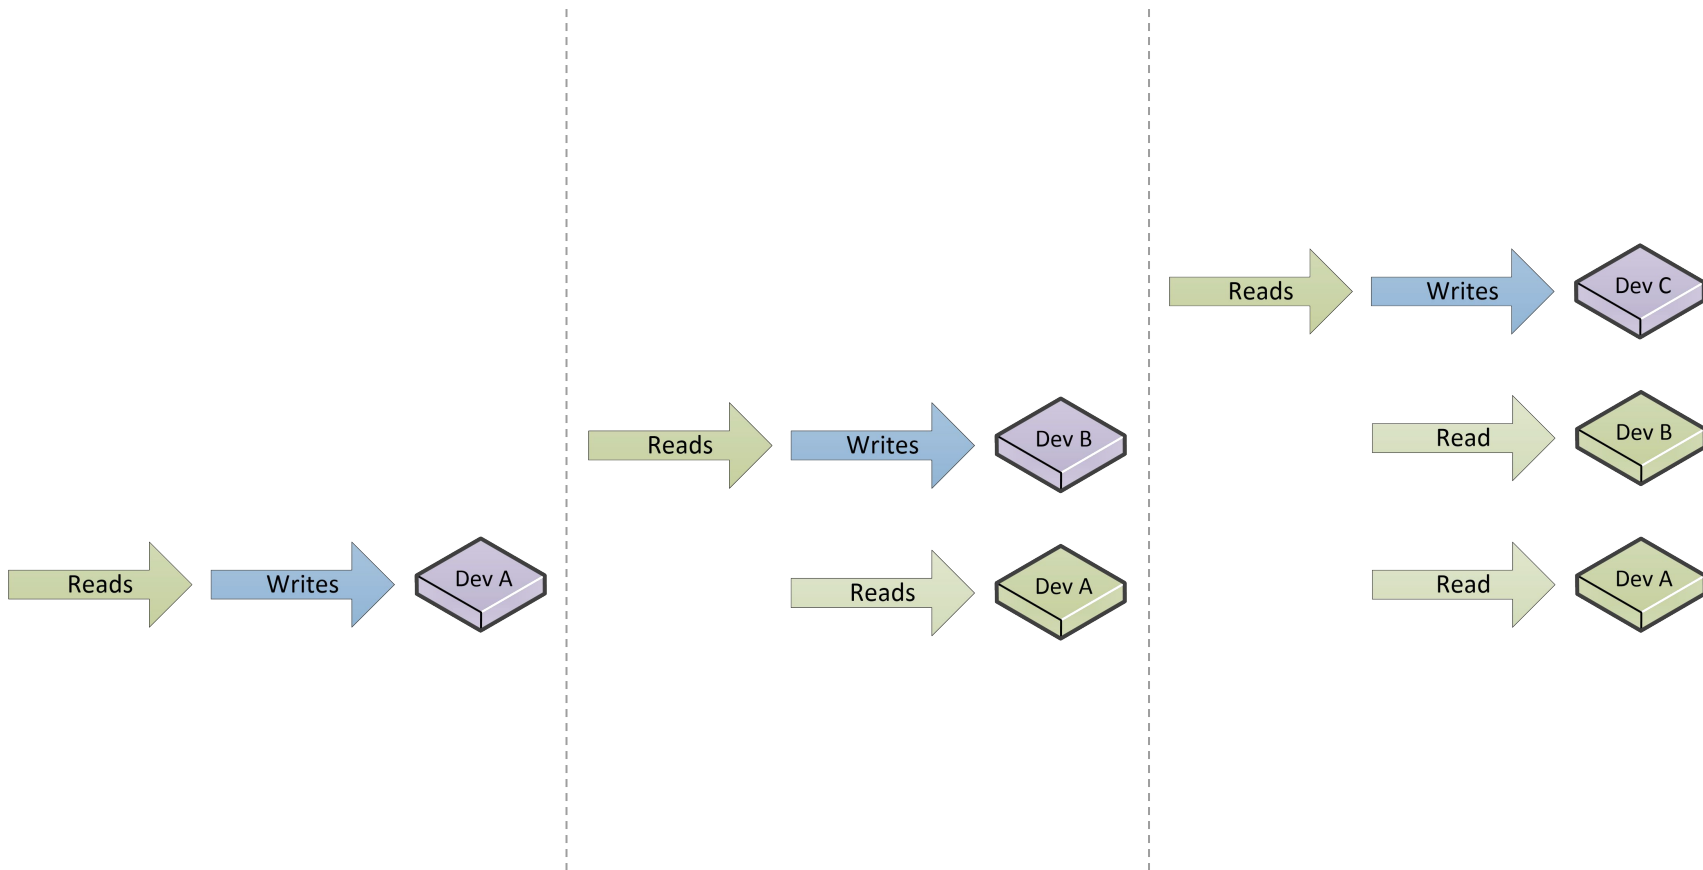 Reads
Writes
Dev A
Reads
Writes
Dev B
Reads
Dev A
Reads
Writes
Dev C
Read
Dev B
Read
Dev A